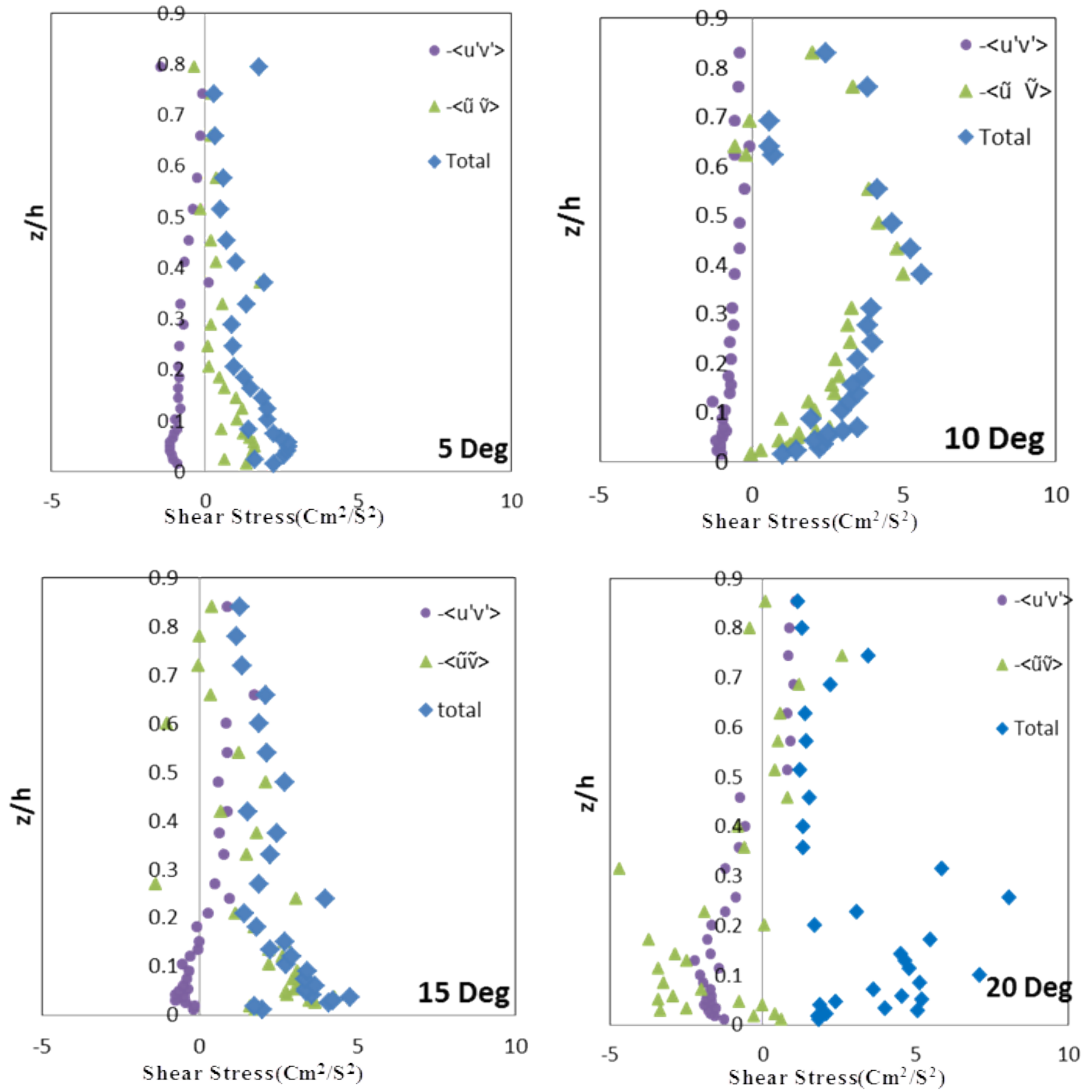 0.9
0.8
0.7
0.6
0.5
0.4
0.3
0.2
0.1
0
z/h
-<u'v'>
-<ũ ṽ>
Total
5 Deg
-5
0
5
10
Shear Stress(Cm²/S²)
0.9
0.8
0.7
0.6
0.5
0.4
0.3
0.2
0.1
0
z/h
-<u'v'>
-<ũ Ṽ>
Total
10 Deg
-5
0
5
10
Shear Stress(Cm²/S²)
0.9
0.8
0.7
0.6
0.5
0.4
0.3
0.2
0.1
0
z/h
-<u'v'>
-<ũṽ>
total
15 Deg
-5
0
5
10
Shear Stress(Cm²/S²)
0.9
0.8
0.7
0.6
0.5
0.4
0.3
0.2
0.1
0
z/h
-<u'v'>
-<ũṽ>
Total
20 Deg
-5
0
5
10
Shear Stress(Cm²/S²)